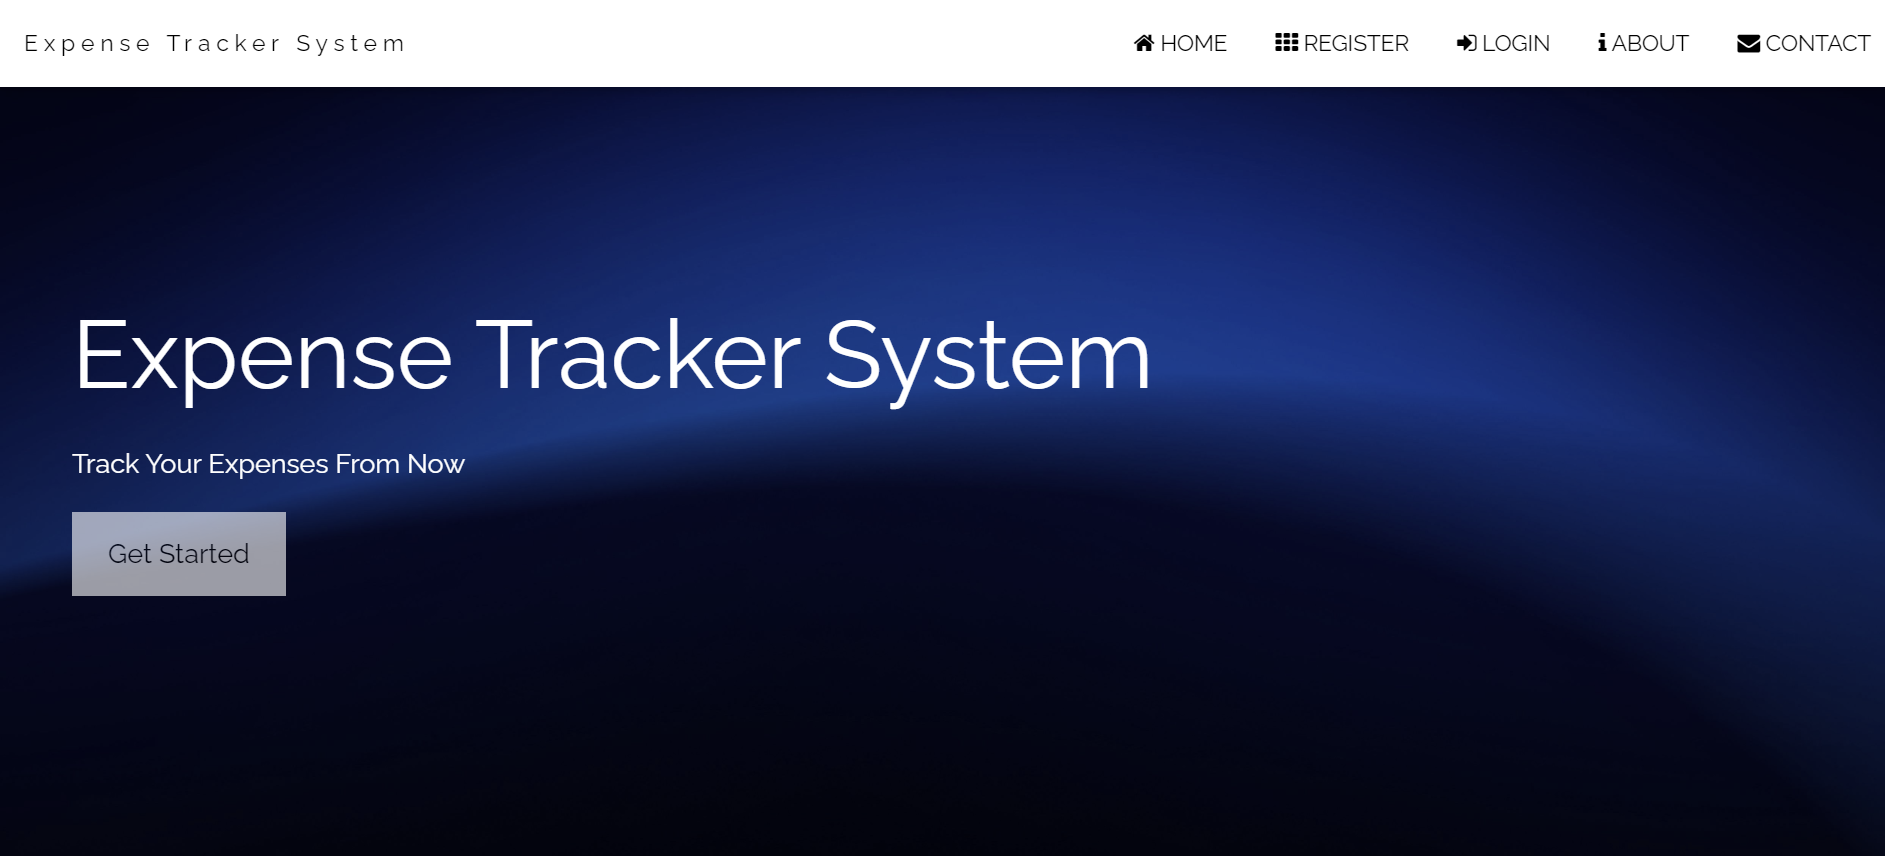 Expense Tracker System
HOME REGISTER LOGIN ABOUT CONTACT
Expense Tracker System
Track Your Expenses From Now
Get Started